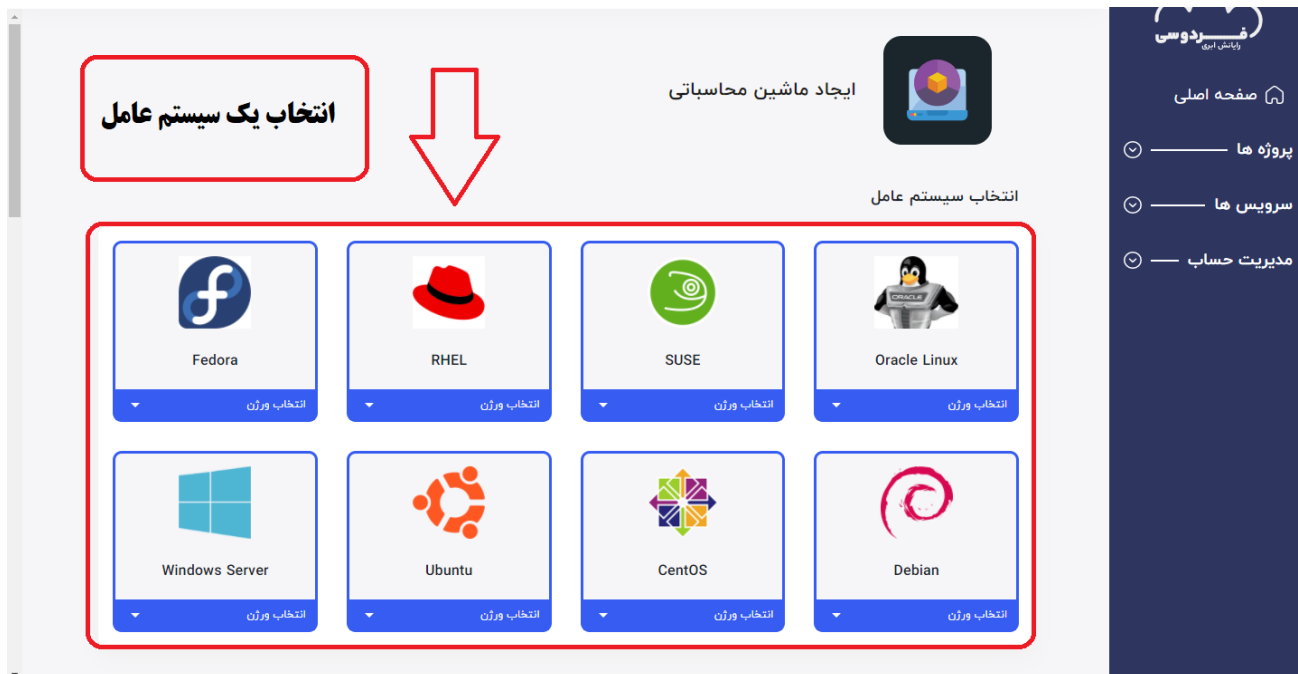 فــردوسی
رایانش ابری
صفحه اصلی
پروژه ها
سرویس ها
مدیریت حساب
ایجاد ماشین محاسباتی
انتخاب یک سیستم عامل
انتخاب سیستم عامل
ORACLE
Oracle Linux
انتخاب ورژن
SUSE
انتخاب ورژن
RHEL
انتخاب ورژن
Fedora
انتخاب ورژن
Debian
انتخاب ورژن
CentOS
انتخاب ورژن
Ubuntu
انتخاب ورژن
Windows Server
انتخاب ورژن